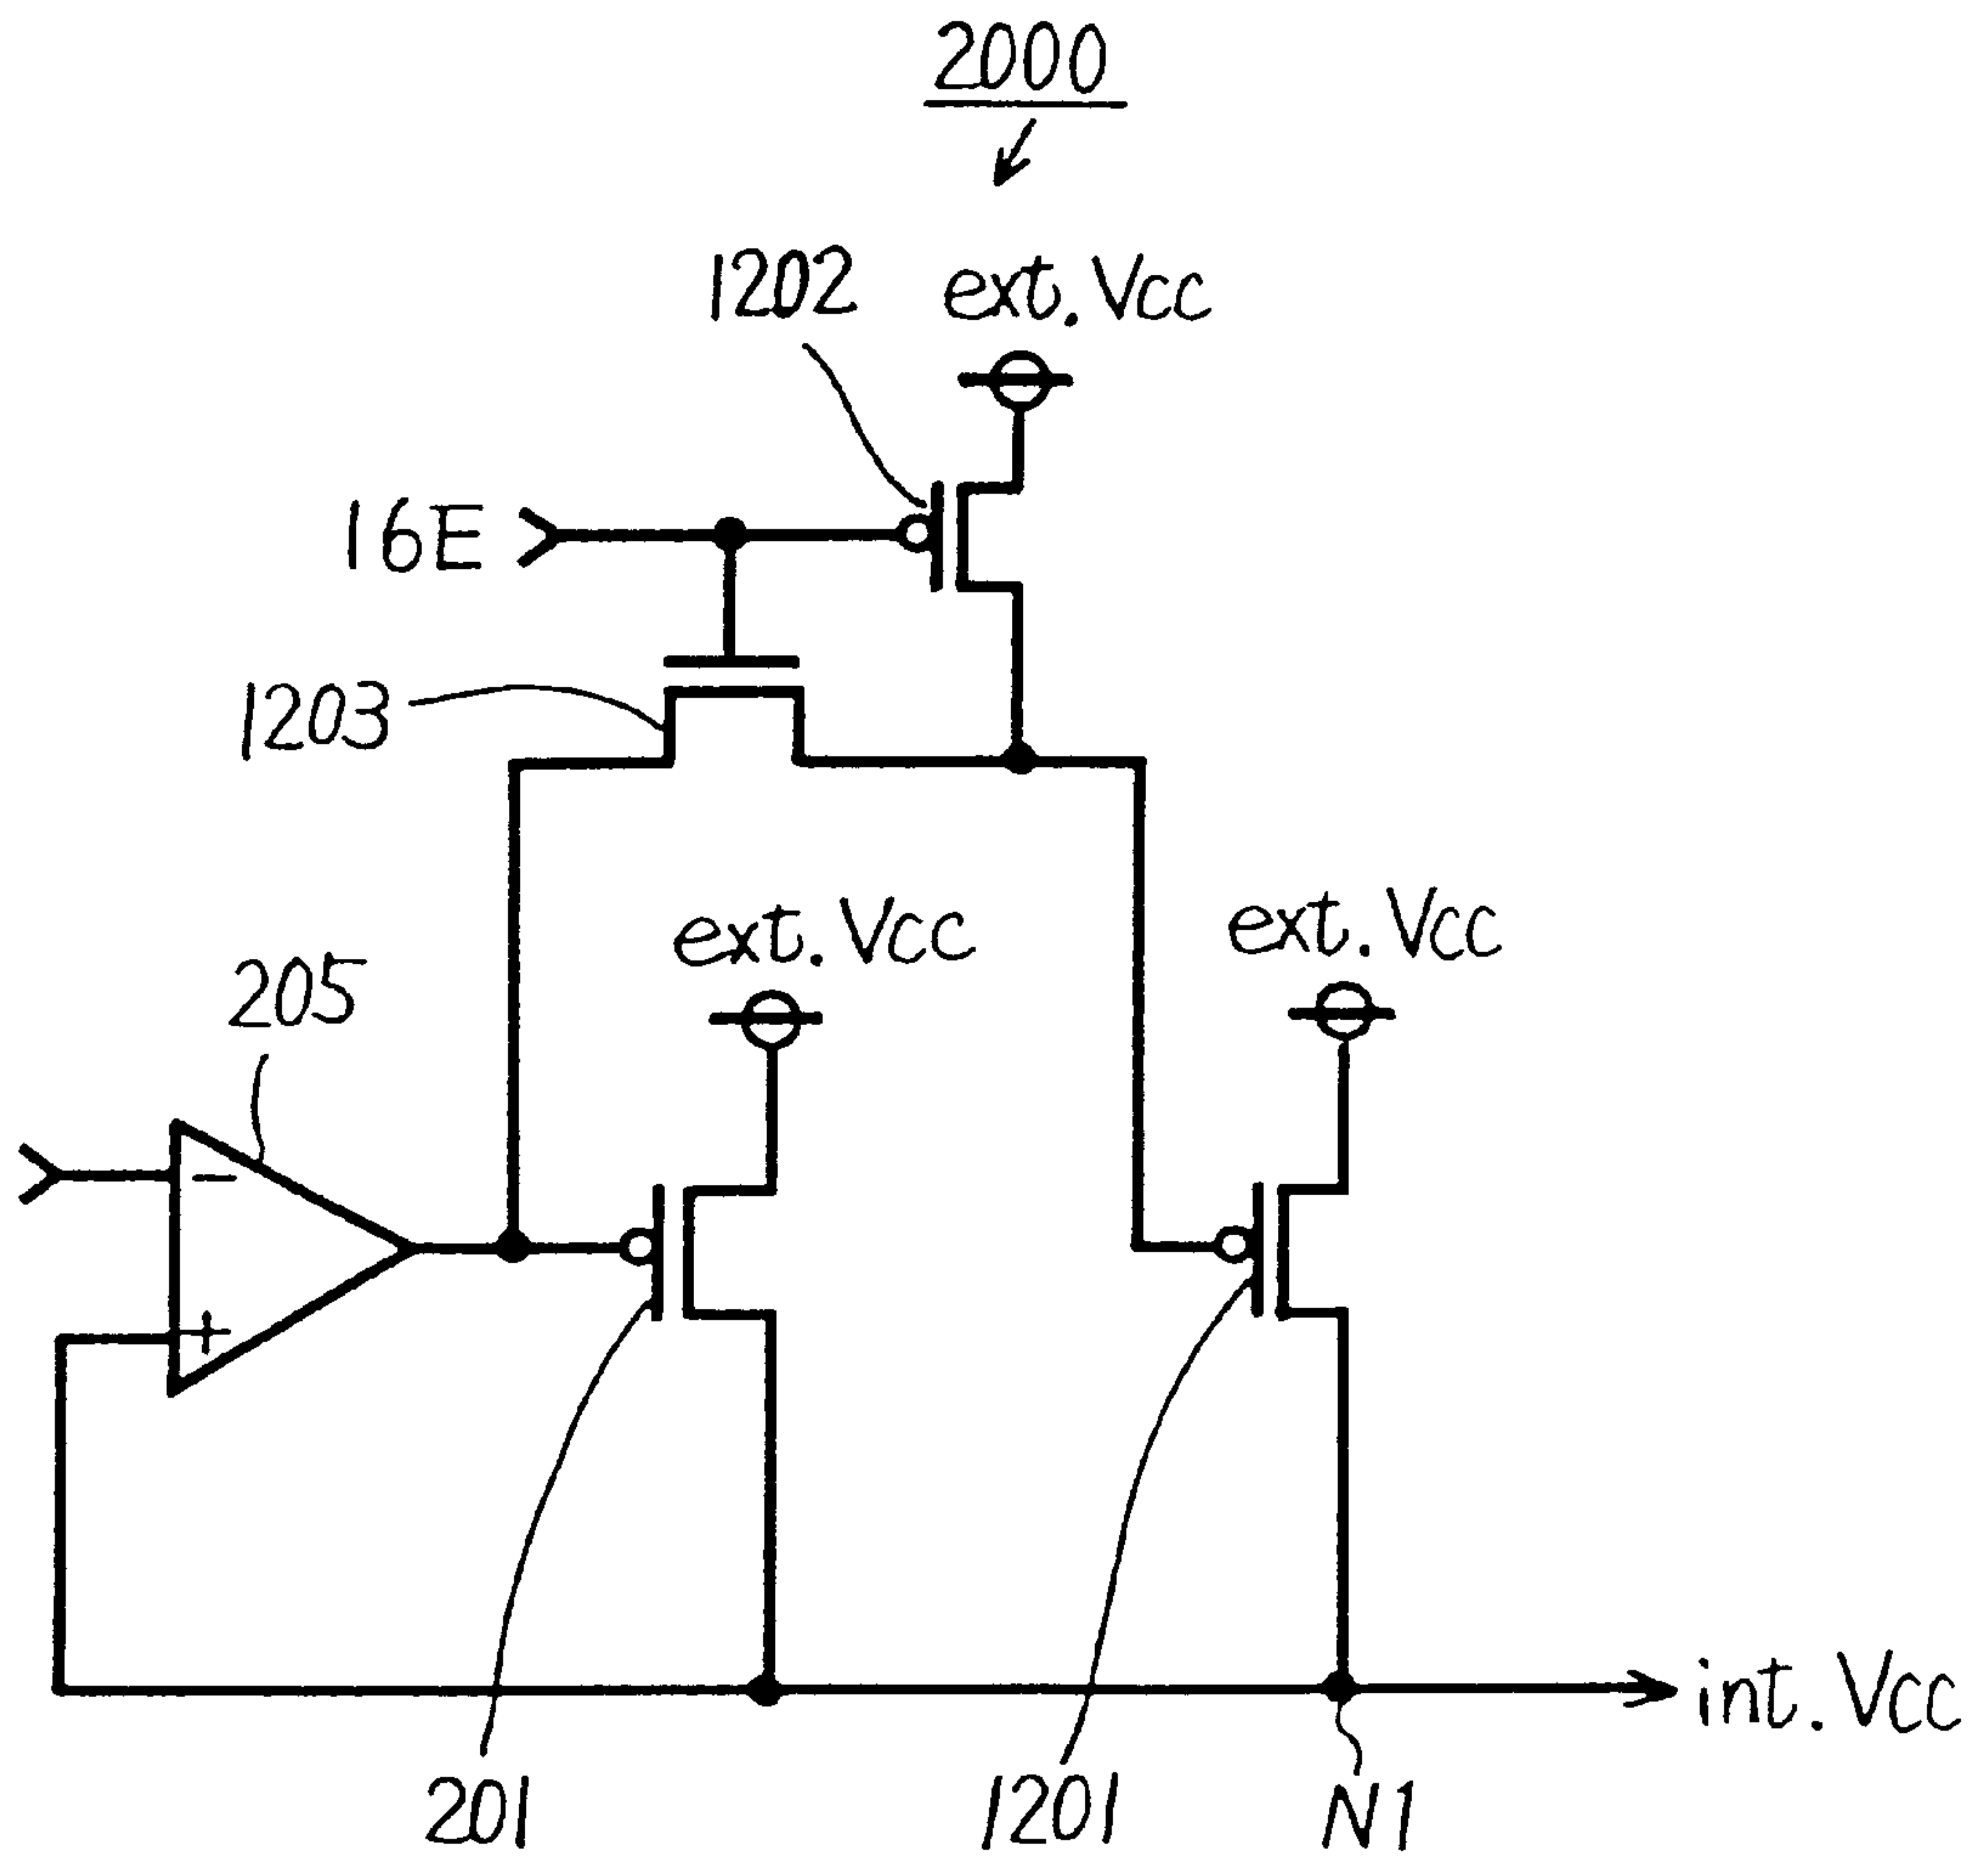 2000
1202 ext.Vcc
16E
1203
ext.Vcc ext.Vcc
205
-
+
int.Vcc
201 1201 N1